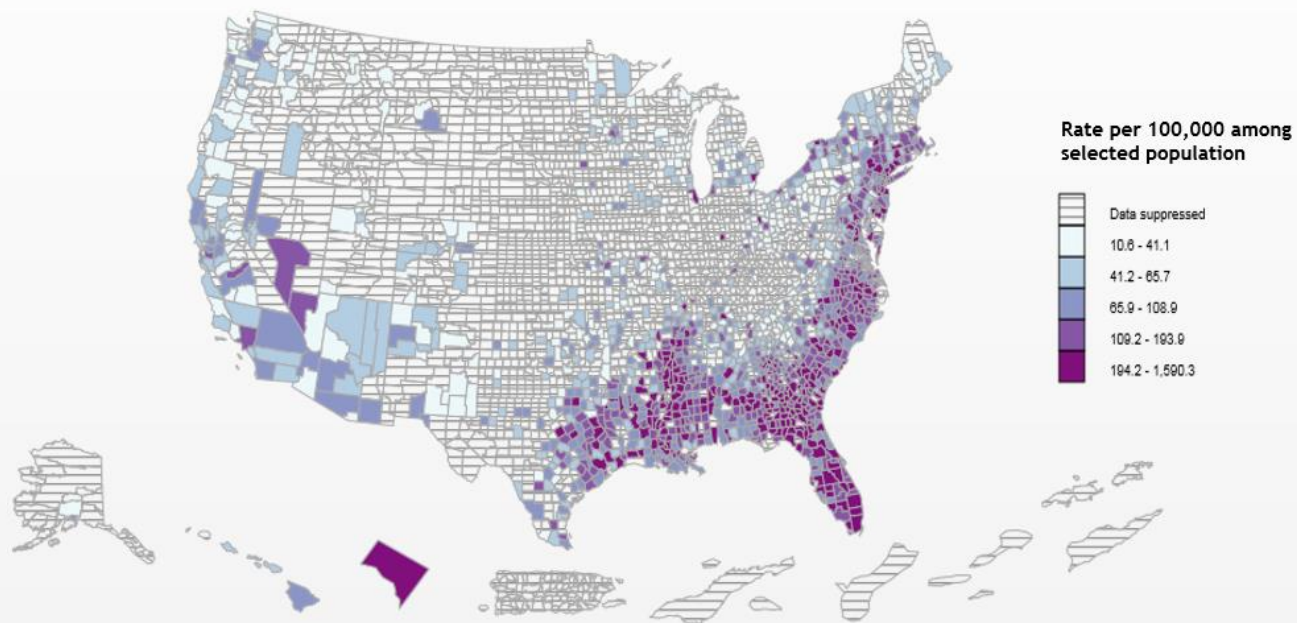 Rate per 100,000 among
selected population
Data suppressed
10.6 - 41.1
41.2 - 65.7
65.9 - 108.9
109.2 - 193.9
194.2 - 1,590.3